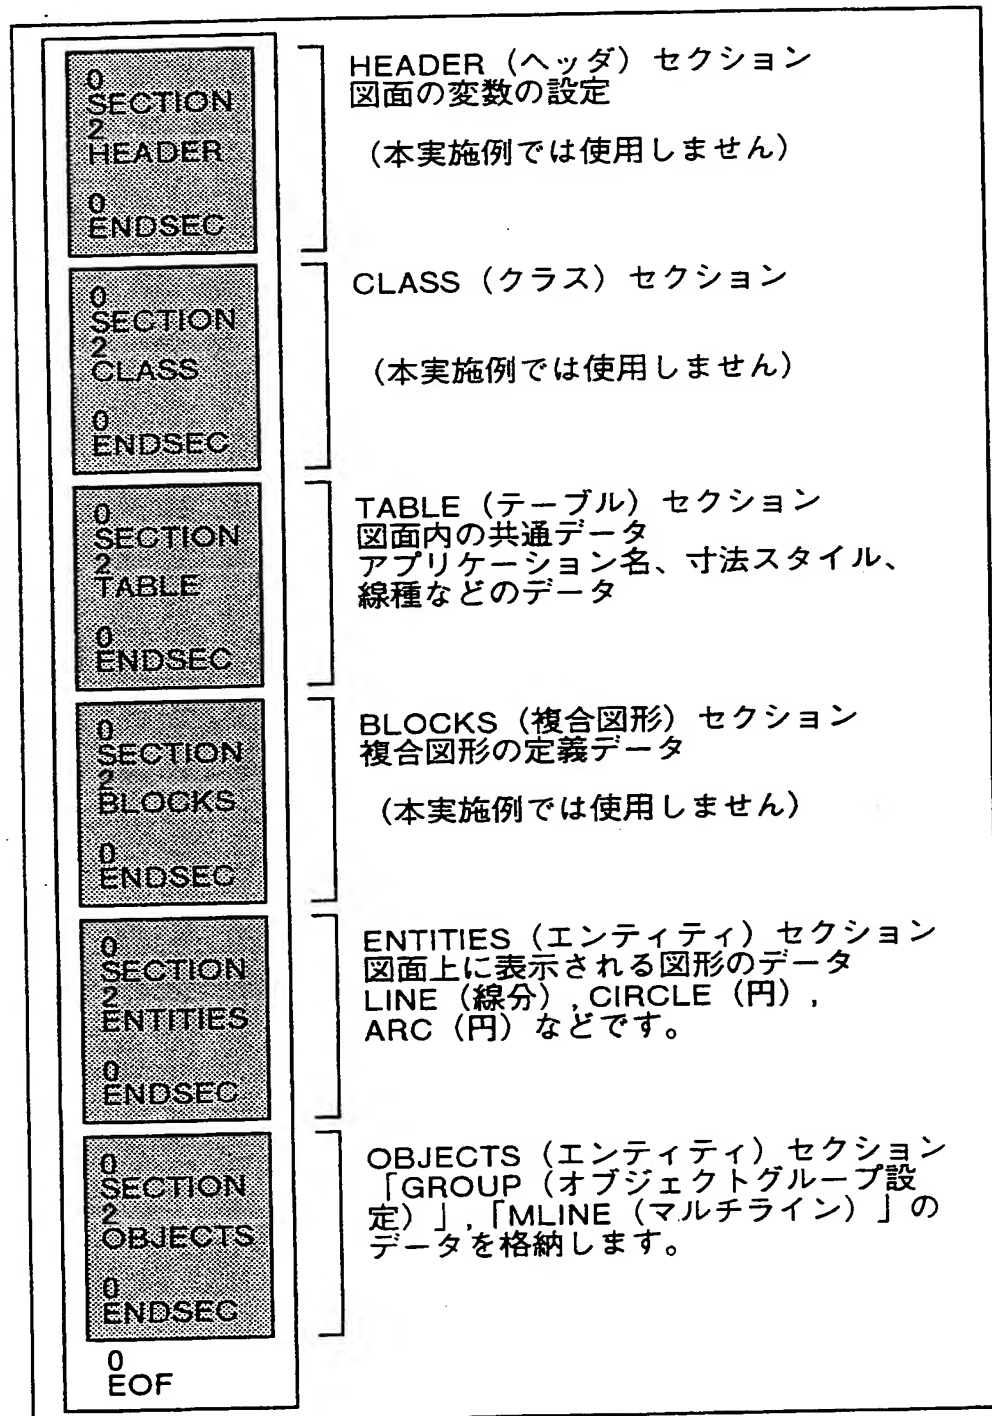 0
SECTION
2
HEADER
0
ENDSEC
HEADER（ヘッダ）セクション
図面の変数の設定
（本実施例では使用しません）
0
SECTION
2
CLASS
0
ENDSEC
CLASS（クラス）セクション
（本実施例では使用しません）
0
SECTION
2
TABLE
0
ENDSEC
TABLE（テーブル）セクション
図面内の共通データ
アプリケーション名、寸法スタイル、
線種などのデータ
0
SECTION
2
BLOCKS
0
ENDSEC
BLOCKS（複合図形）セクション
複合図形の定義データ
（本実施例では使用しません）
0
SECTION
2
ENTITIES
0
ENDSEC
ENTITIES（エンティティ）セクション
図面上に表示される図形のデータ
LINE（線分）, CIRCLE（円）,
ARC（円）などです。
0
SECTION
2
OBJECTS
0
ENDSEC
OBJECTS（エンティティ）セクション
「GROUP（オブジェクトグループ設
定）」,「MLINE（マルチライン）」の
データを格納します。
0
EOF